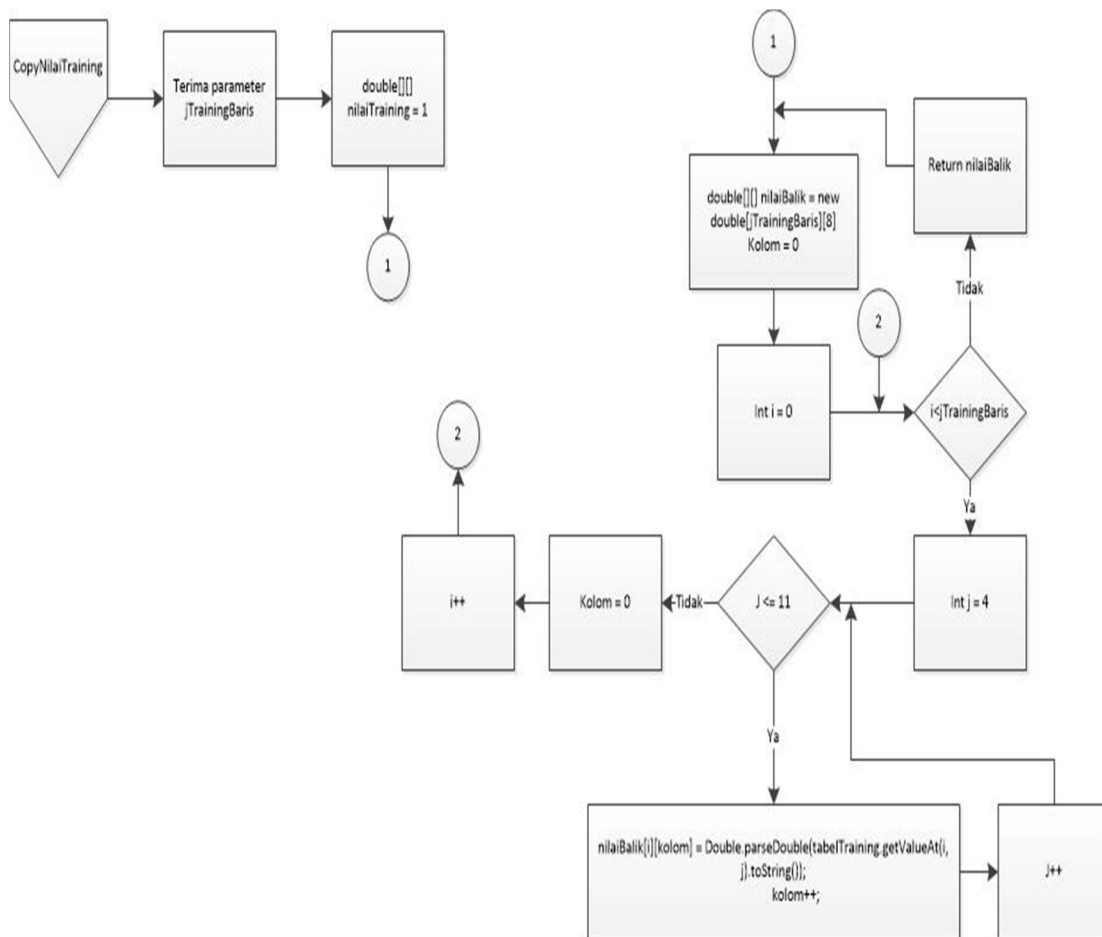 CopyNilaiTraining
Terima parameter
jTrainingBaris
double[][]
nilaiTraining = 1
1
1
double[][] nilaiBalik = new
double[jTrainingBaris][8]
Kolom = 0
Return nilaiBalik
Tidak
2
Int i = 0
i<jTrainingBaris
Ya
Int j = 4
J <= 11
Tidak
Kolom = 0
i++
2
Ya
nilaiBalik[i][kolom] = Double.parseDouble(tabelTraining.getValueAt(i,
j).toString());
kolom++;
J++